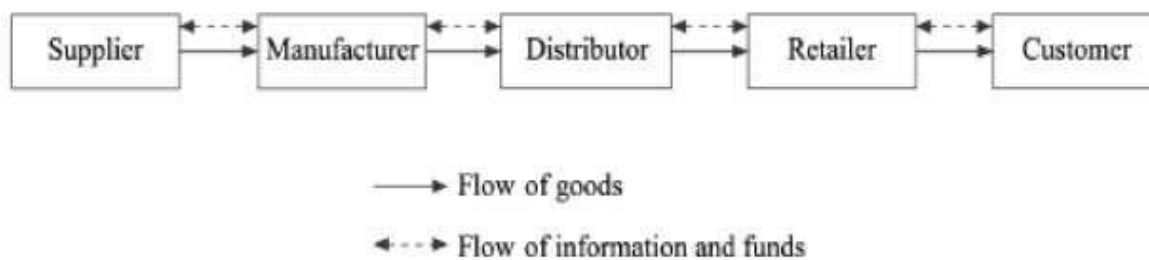 Supplier
Manufacturer
Distributor
Retailer
Customer
Flow of goods
Flow of information and funds